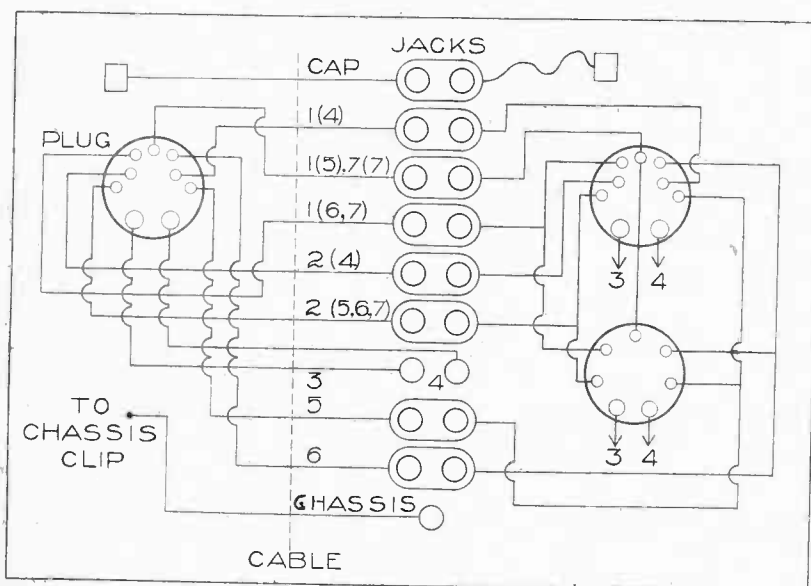 JACKS
CAP
1(4)
PLUG
1(5).7(7)
1(6,7)
2(4)
3 4
2(5,6,7)
3 4
5
TO
CHASSIS
CLIP
3 4
6
GHASSIS
CABLE